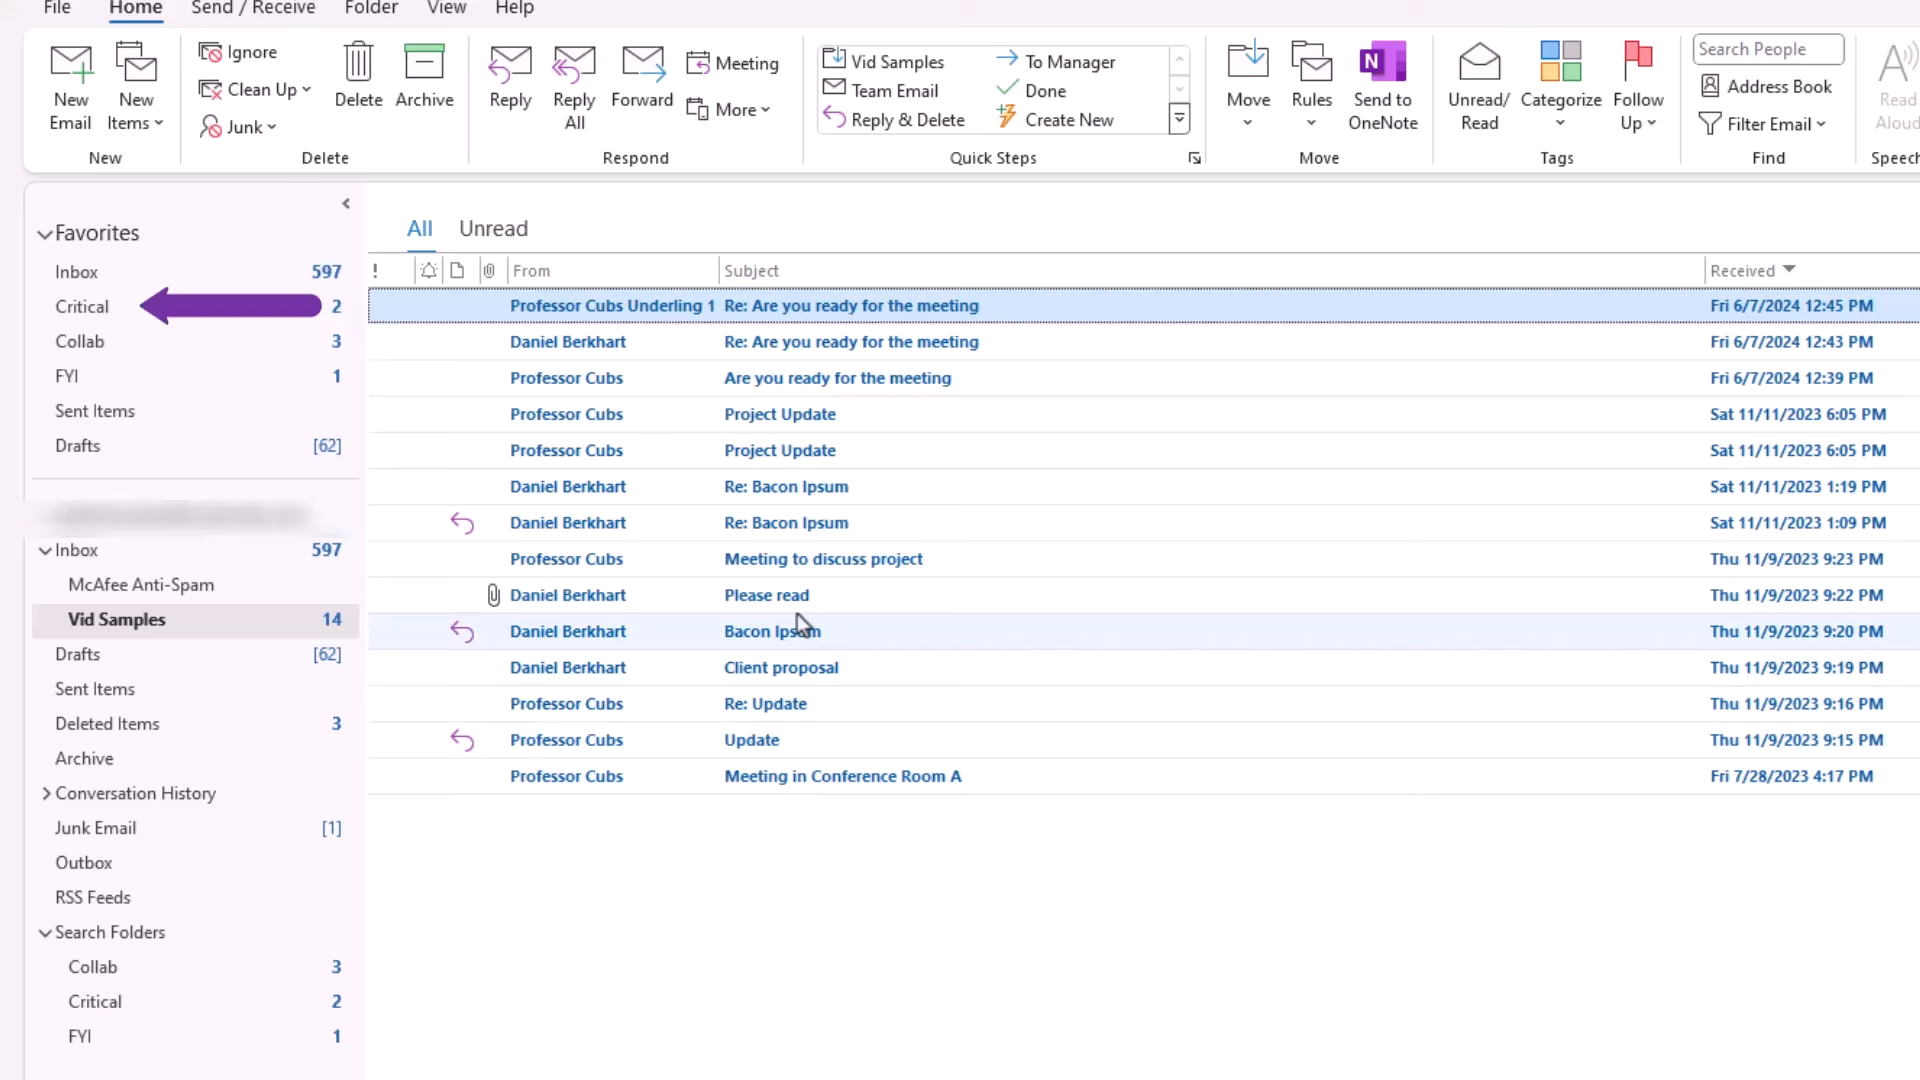 File Home Send / Receive Folder View Help
New Email
New Items
New
Ignore
Clean Up
Junk
Delete
Archive
Delete
Reply
Reply All
Forward
Meeting
More
Respond
Vid Samples
Team Email
Reply & Delete
To Manager
Done
Create New
Quick Steps
Move
Rules
Send to OneNote
Move
Unread/ Read
Categorize
Follow Up
Tags
Search People
Address Book
Filter Email
Find
Read Aloud
Speech
Favorites
Inbox 597
Critical 2
Collab 3
FYI 1
Sent Items
Drafts [62]
Inbox 597
McAfee Anti-Spam
Vid Samples 14
Drafts [62]
Sent Items
Deleted Items 3
Archive
Conversation History
Junk Email [1]
Outbox
RSS Feeds
Search Folders
Collab 3
Critical 2
FYI 1
All Unread
! From Subject Received
Professor Cubs Underling 1 Re: Are you ready for the meeting Fri 6/7/2024 12:45 PM
Daniel Berkhart Re: Are you ready for the meeting Fri 6/7/2024 12:43 PM
Professor Cubs Are you ready for the meeting Fri 6/7/2024 12:39 PM
Professor Cubs Project Update Sat 11/11/2023 6:05 PM
Professor Cubs Project Update Sat 11/11/2023 6:05 PM
Daniel Berkhart Re: Bacon Ipsum Sat 11/11/2023 1:19 PM
Daniel Berkhart Re: Bacon Ipsum Sat 11/11/2023 1:09 PM
Professor Cubs Meeting to discuss project Thu 11/9/2023 9:23 PM
Daniel Berkhart Please read Thu 11/9/2023 9:22 PM
Daniel Berkhart Bacon Ipsum Thu 11/9/2023 9:20 PM
Daniel Berkhart Client proposal Thu 11/9/2023 9:19 PM
Professor Cubs Re: Update Thu 11/9/2023 9:16 PM
Professor Cubs Update Thu 11/9/2023 9:15 PM
Professor Cubs Meeting in Conference Room A Fri 7/28/2023 4:17 PM